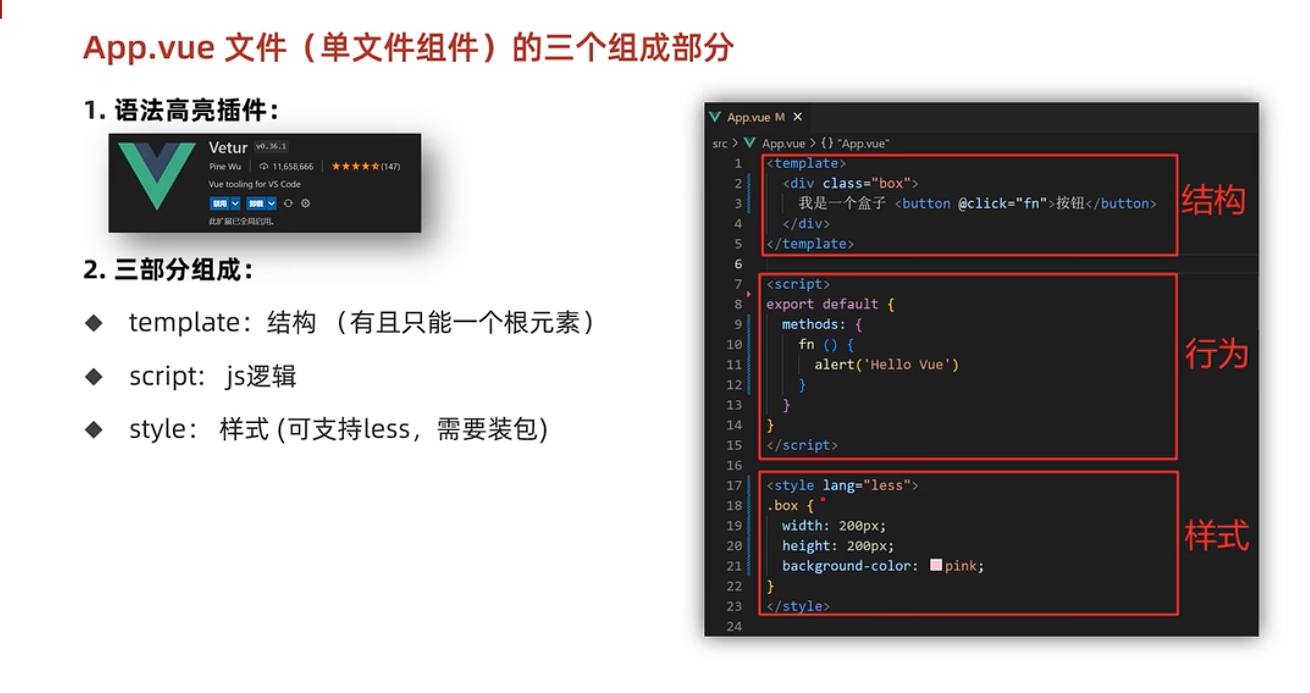 App.vue 文件（单文件组件）的三个组成部分
1. 语法高亮插件：
Vetur v0.36.1
Pine Wu 11,658,666 (147)
Vue tooling for VS Code
禁用 卸载
此扩展已全局启用。
2. 三部分组成：
template：结构 （有且只能一个根元素）
script： js逻辑
style： 样式 (可支持less，需要装包)
App.vue M
src > App.vue > {} "App.vue"
1 <template>
2 <div class="box">
3 我是一个盒子 <button @click="fn">按钮</button>
4 </div>
5 </template>
6
7 <script>
8 export default {
9 methods: {
10 fn () {
11 alert('Hello Vue')
12 }
13 }
14 }
15 </script>
16
17 <style lang="less">
18 .box {
19 width: 200px;
20 height: 200px;
21 background-color: pink;
22 }
23 </style>
24
结构
行为
样式